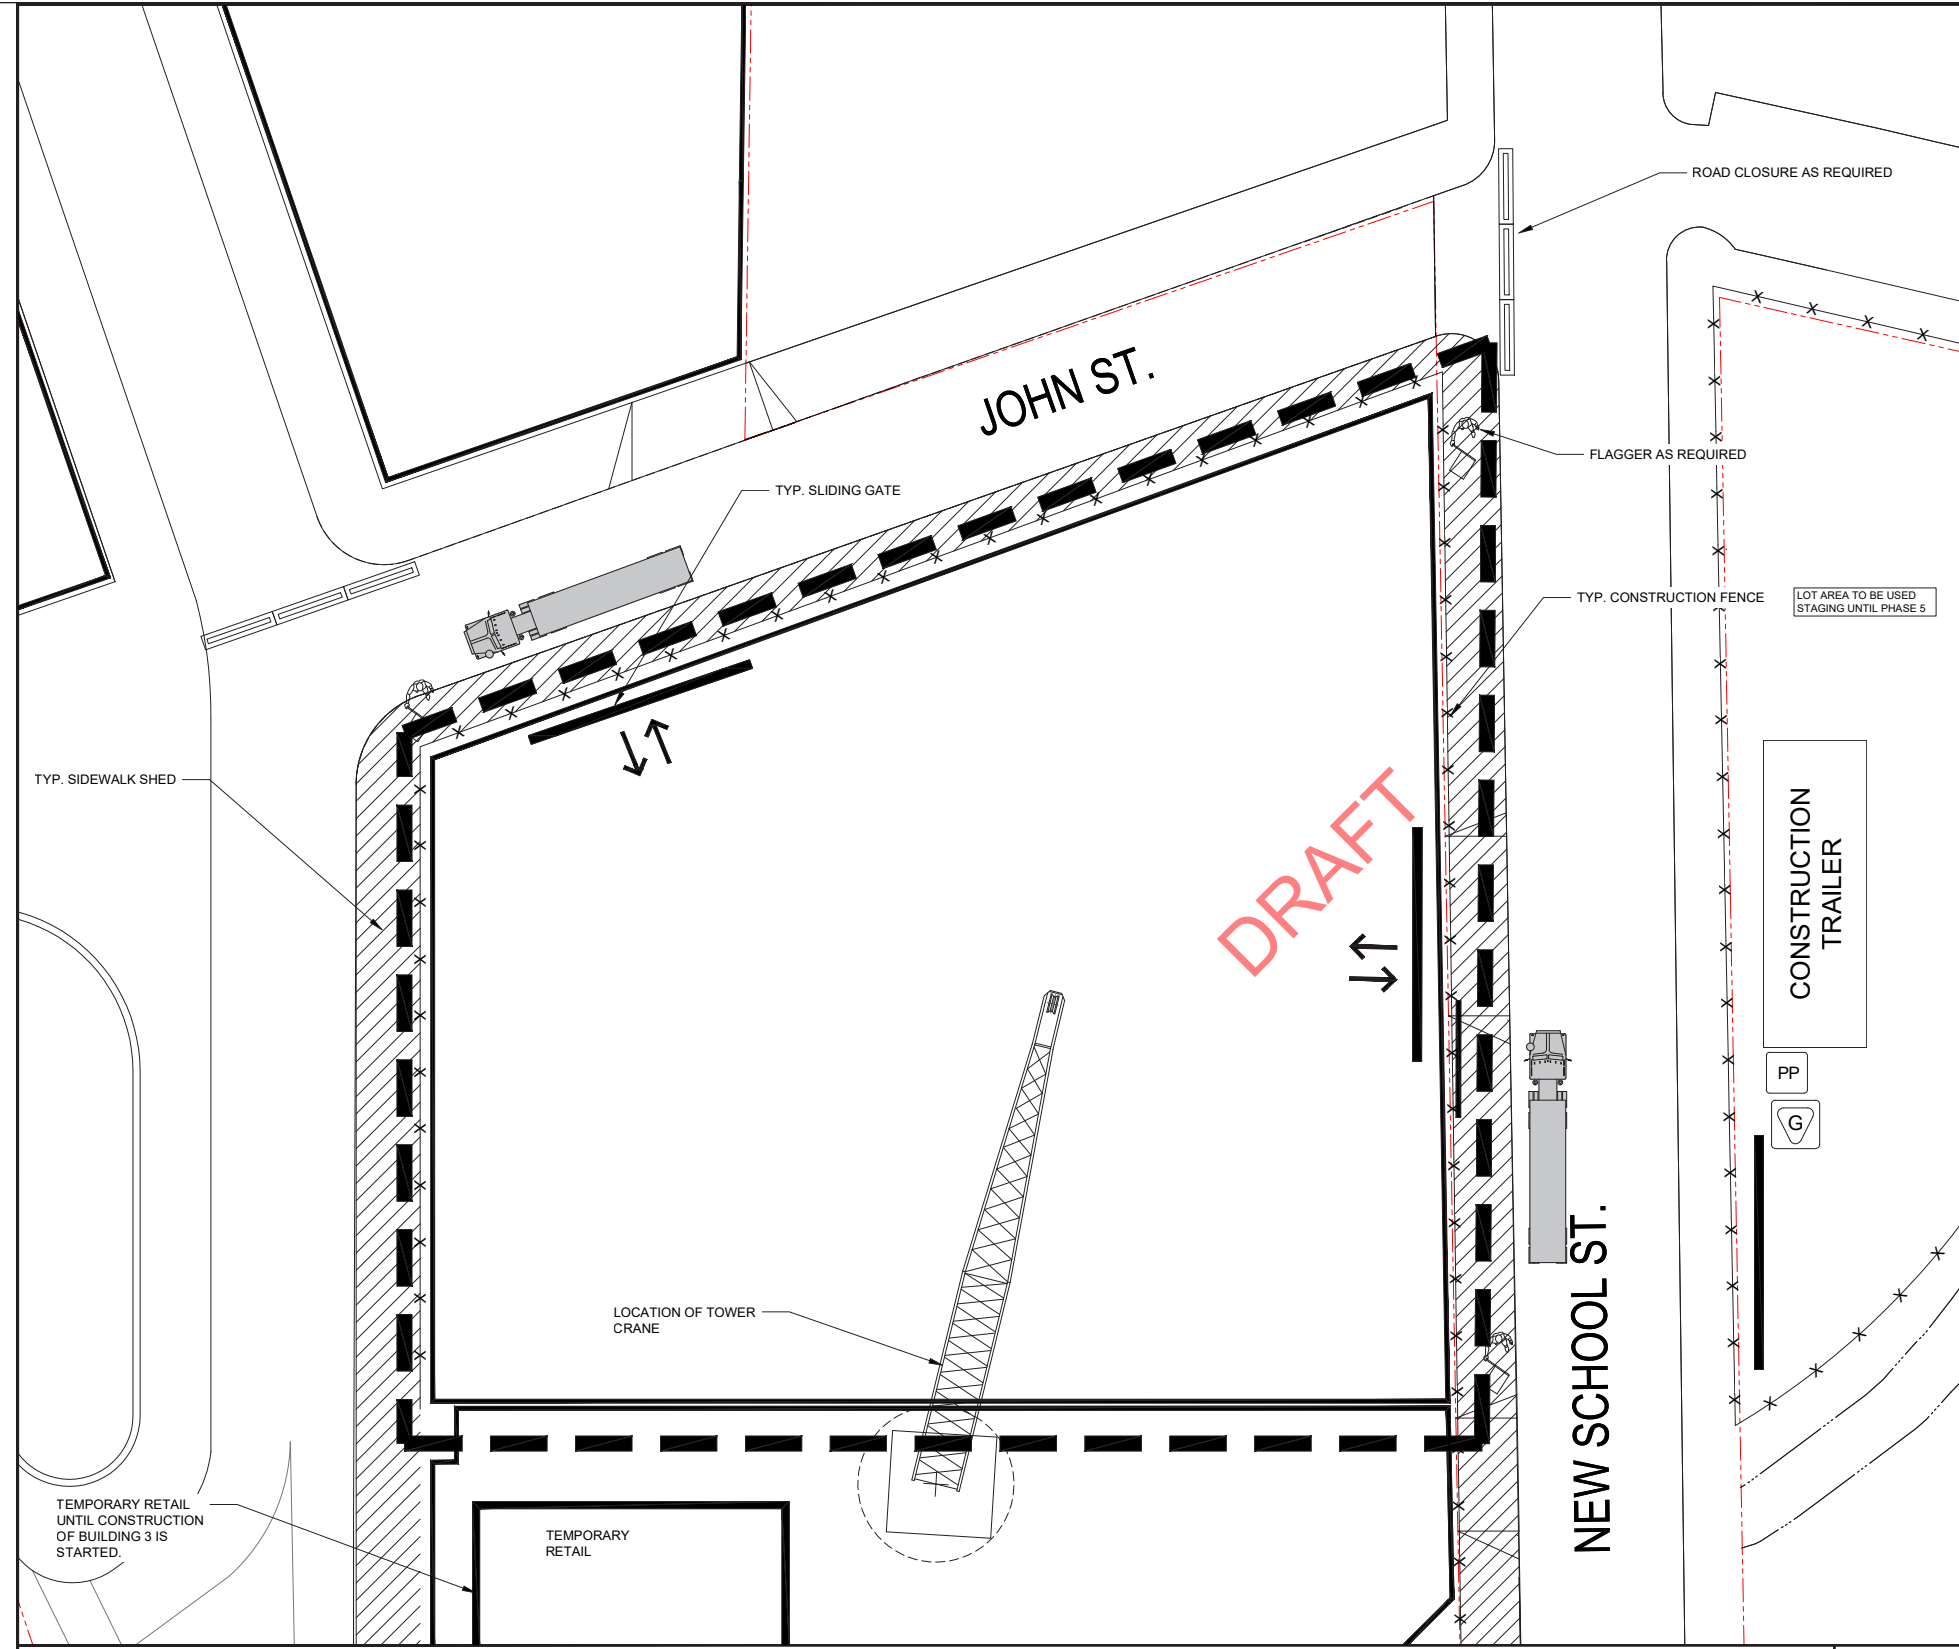 ROAD CLOSURE AS REQUIRED
JOHN ST.
FLAGGER AS REQUIRED
TYP. SLIDING GATE
TYP. CONSTRUCTION FENCE
LOT AREA TO BE USED
STAGING UNTIL PHASE 5
TYP. SIDEWALK SHED
DRAFT
CONSTRUCTION
TRAILER
PP
G
LOCATION OF TOWER
CRANE
NEW SCHOOL ST.
TEMPORARY RETAIL
UNTIL CONSTRUCTION
OF BUILDING 3 IS
STARTED.
TEMPORARY
RETAIL